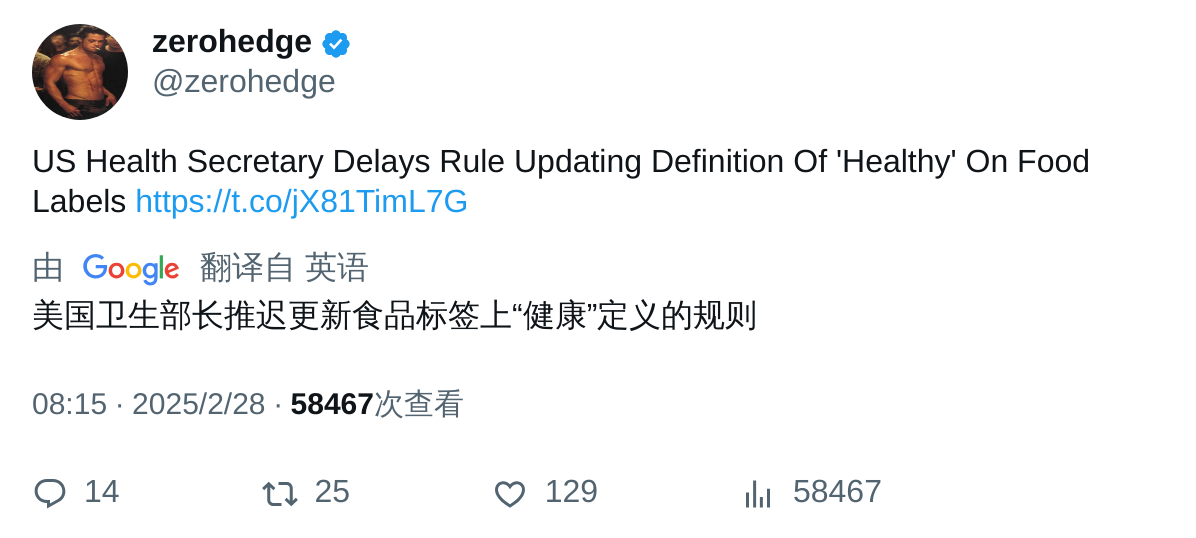 zerohedge
@zerohedge
US Health Secretary Delays Rule Updating Definition Of 'Healthy' On Food
Labels https://t.co/jX81TimL7G
由 Google 翻译自 英语
美国卫生部长推迟更新食品标签上“健康”定义的规则
08:15 · 2025/2/28 · 58467次查看
14 25 129 58467